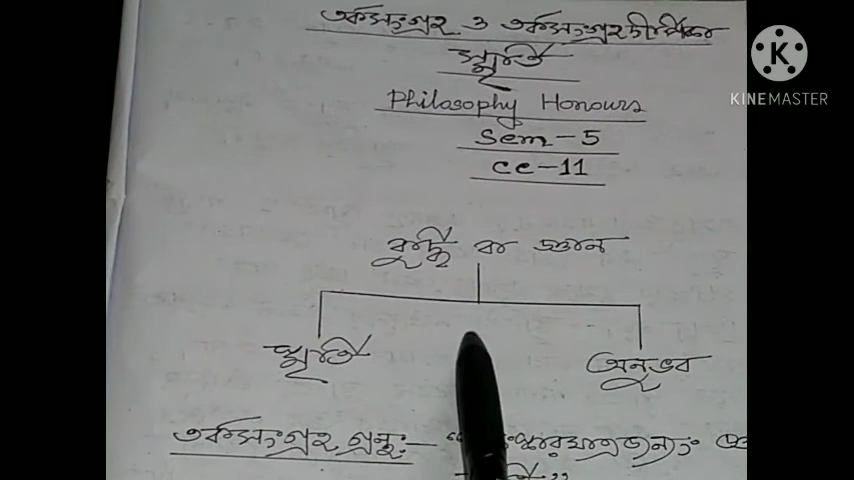 তর্কসংগ্রহ ও তর্কসংগ্রহদীপিকা
স্মৃতি
Philosophy Honours
Sem-5
CC-11
বুদ্ধি বা জ্ঞান
স্মৃতি অনুভব
তর্কসংগ্রহ গ্রন্থঃ-
K
KINEMASTER